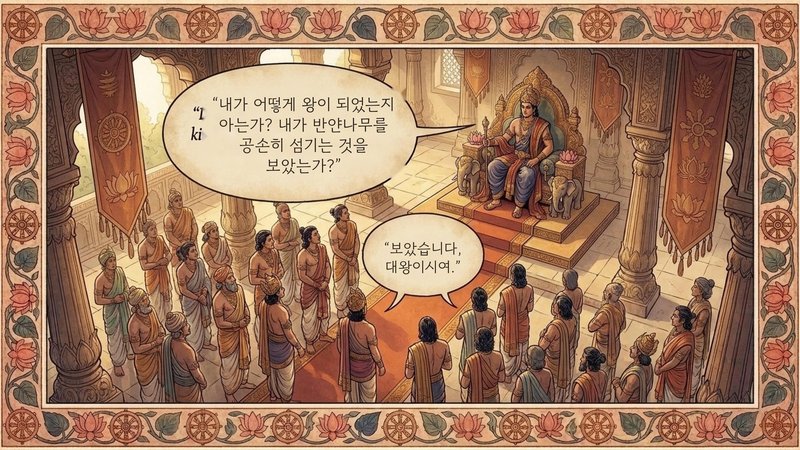 “내가 어떻게 왕이 되었는지
아는가? 내가 반얀나무를
공손히 섬기는 것을
보았는가?”
“보았습니다,
대왕이시여.”